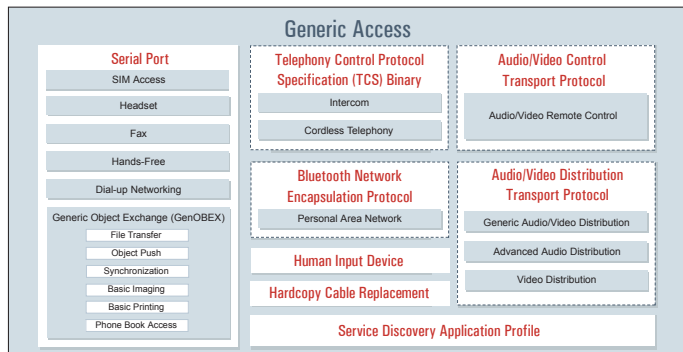 Generic Access
Serial Port
SIM Access
Headset
Fax
Hands-Free
Dial-up Networking
Generic Object Exchange (GenOBEX)
File Transfer
Object Push
Synchronization
Basic Imaging
Basic Printing
Phone Book Access
Telephony Control Protocol
Specification (TCS) Binary
Intercom
Cordless Telephony
Bluetooth Network
Encapsulation Protocol
Personal Area Network
Human Input Device
Hardcopy Cable Replacement
Audio/Video Control
Transport Protocol
Audio/Video Remote Control
Audio/Video Distribution
Transport Protocol
Generic Audio/Video Distribution
Advanced Audio Distribution
Video Distribution
Service Discovery Application Profile